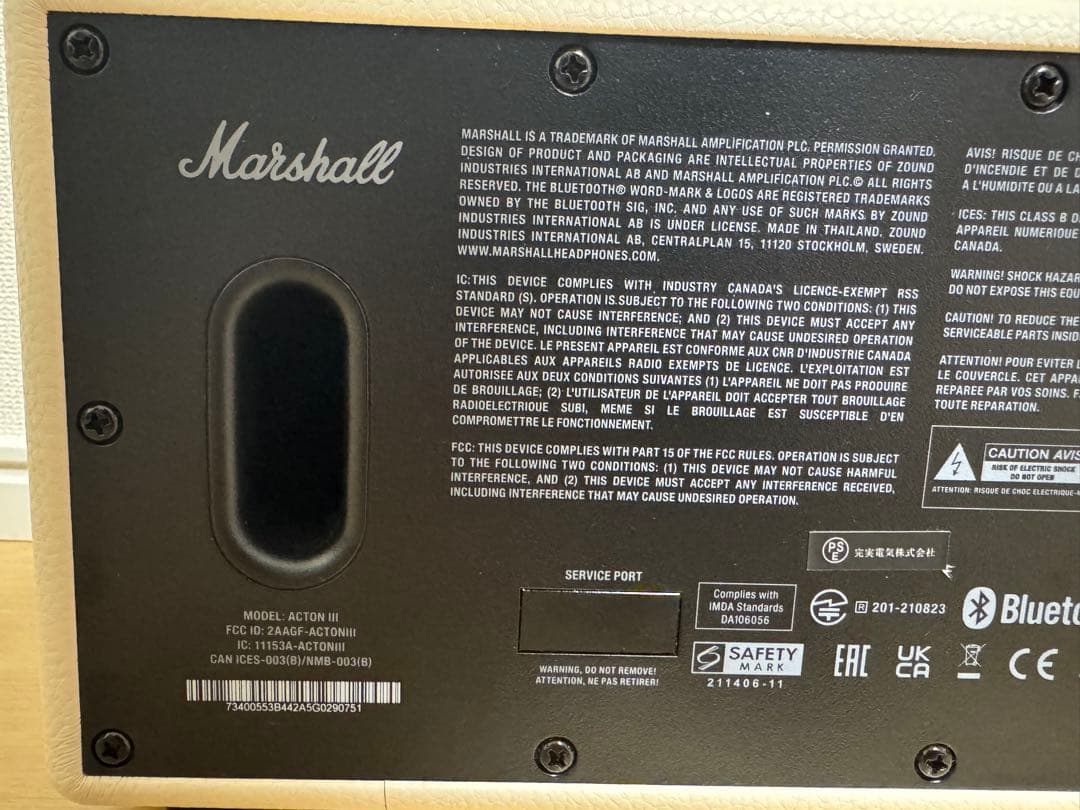 Marshall
MARSHALL IS A TRADEMARK OF MARSHALL AMPLIFICATION PLC. PERMISSION GRANTED.
DESIGN OF PRODUCT AND PACKAGING ARE INTELLECTUAL PROPERTIES OF ZOUND
INDUSTRIES INTERNATIONAL AB AND MARSHALL AMPLIFICATION PLC.© ALL RIGHTS
RESERVED. THE BLUETOOTH® WORD-MARK & LOGOS ARE REGISTERED TRADEMARKS
OWNED BY THE BLUETOOTH SIG, INC. AND ANY USE OF SUCH MARKS BY ZOUND
INDUSTRIES INTERNATIONAL AB IS UNDER LICENSE. MADE IN THAILAND. ZOUND
INDUSTRIES INTERNATIONAL AB, CENTRALPLAN 15, 11120 STOCKHOLM, SWEDEN.
WWW.MARSHALLHEADPHONES.COM.
IC:THIS DEVICE COMPLIES WITH INDUSTRY CANADA'S LICENCE-EXEMPT RSS
STANDARD (S). OPERATION IS SUBJECT TO THE FOLLOWING TWO CONDITIONS: (1) THIS
DEVICE MAY NOT CAUSE INTERFERENCE; AND (2) THIS DEVICE MUST ACCEPT ANY
INTERFERENCE, INCLUDING INTERFERENCE THAT MAY CAUSE UNDESIRED OPERATION
OF THE DEVICE. LE PRESENT APPAREIL EST CONFORME AUX CNR D'INDUSTRIE CANADA
APPLICABLES AUX APPAREILS RADIO EXEMPTS DE LICENCE. L'EXPLOITATION EST
AUTORISEE AUX DEUX CONDITIONS SUIVANTES (1) L'APPAREIL NE DOIT PAS PRODUIRE
DE BROUILLAGE; (2) L'UTILISATEUR DE L'APPAREIL DOIT ACCEPTER TOUT BROUILLAGE
RADIOELECTRIQUE SUBI, MEME SI LE BROUILLAGE EST SUSCEPTIBLE D'EN
COMPROMETTRE LE FONCTIONNEMENT.
FCC: THIS DEVICE COMPLIES WITH PART 15 OF THE FCC RULES. OPERATION IS SUBJECT
TO THE FOLLOWING TWO CONDITIONS: (1) THIS DEVICE MAY NOT CAUSE HARMFUL
INTERFERENCE, AND (2) THIS DEVICE MUST ACCEPT ANY INTERFERENCE RECEIVED,
INCLUDING INTERFERENCE THAT MAY CAUSE UNDESIRED OPERATION.
AVIS! RISQUE DE CH
D'INCENDIE ET DE D
A L'HUMIDITE OU A LA
ICES: THIS CLASS B D
APPAREIL NUMERIQUE
CANADA.
WARNING! SHOCK HAZAR
DO NOT EXPOSE THIS EQU
CAUTION! TO REDUCE THE
SERVICEABLE PARTS INSID
ATTENTION! POUR EVITER L
LE COUVERCLE. CET APPA
REPAREE PAR VOS SOINS. F
TOUTE REPARATION.
CAUTION AVIS
RISK OF ELECTRIC SHOCK
DO NOT OPEN
ATTENTION: RISQUE DE CHOC ELECTRIQUE-
PSE 完実電気株式会社
SERVICE PORT
WARNING, DO NOT REMOVE!
ATTENTION, NE PAS RETIRER!
Complies with
IMDA Standards
DA106056
R 201-210823
Blueto
SAFETY
MARK
211406-11
EAC
UK
CA
CE
MODEL: ACTON III
FCC ID: 2AAGF-ACTONIII
IC: 11153A-ACTONIII
CAN ICES-003(B)/NMB-003(B)
73400553B442A5G0290751